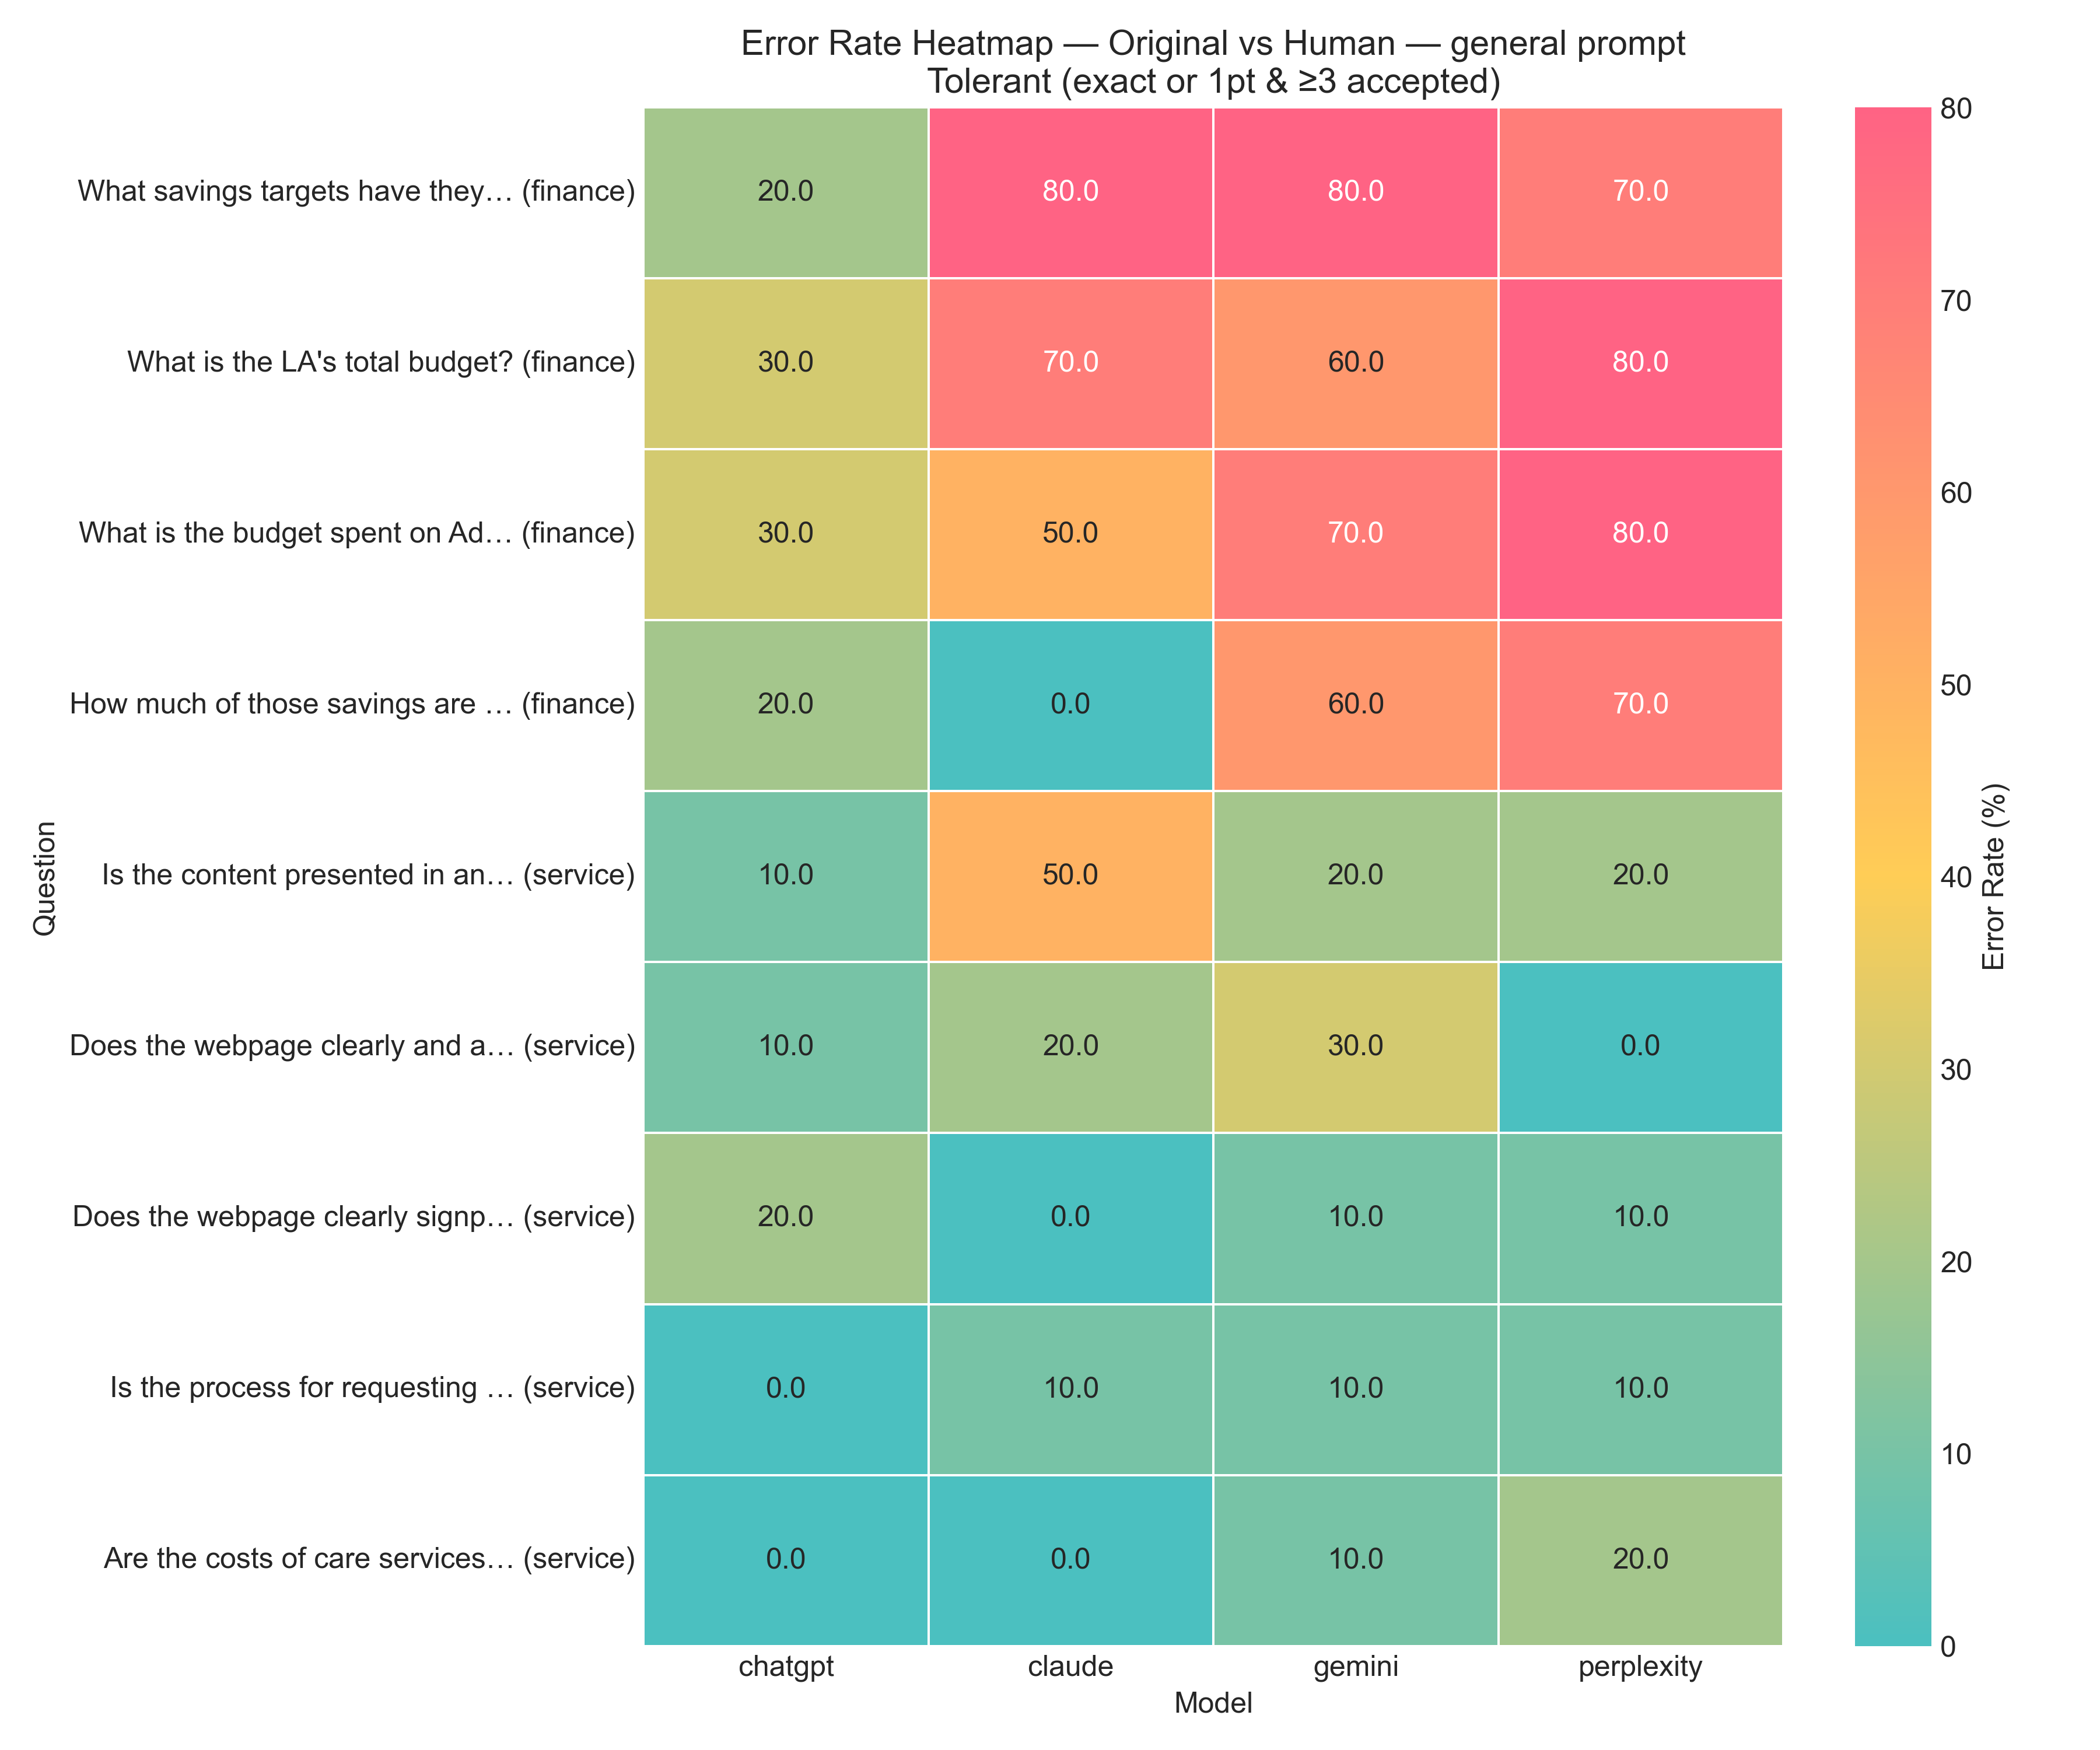 Error Rate Heatmap — Original vs Human — general prompt
Tolerant (exact or 1pt & ≥3 accepted)
What savings targets have they… (finance) 20.0 80.0 80.0 70.0
What is the LA's total budget? (finance) 30.0 70.0 60.0 80.0
What is the budget spent on Ad… (finance) 30.0 50.0 70.0 80.0
How much of those savings are … (finance) 20.0 0.0 60.0 70.0
Is the content presented in an… (service) 10.0 50.0 20.0 20.0
Does the webpage clearly and a… (service) 10.0 20.0 30.0 0.0
Does the webpage clearly signp… (service) 20.0 0.0 10.0 10.0
Is the process for requesting … (service) 0.0 10.0 10.0 10.0
Are the costs of care services… (service) 0.0 0.0 10.0 20.0
Question
chatgpt claude gemini perplexity
Model
80
70
60
50
40
30
20
10
0
Error Rate (%)